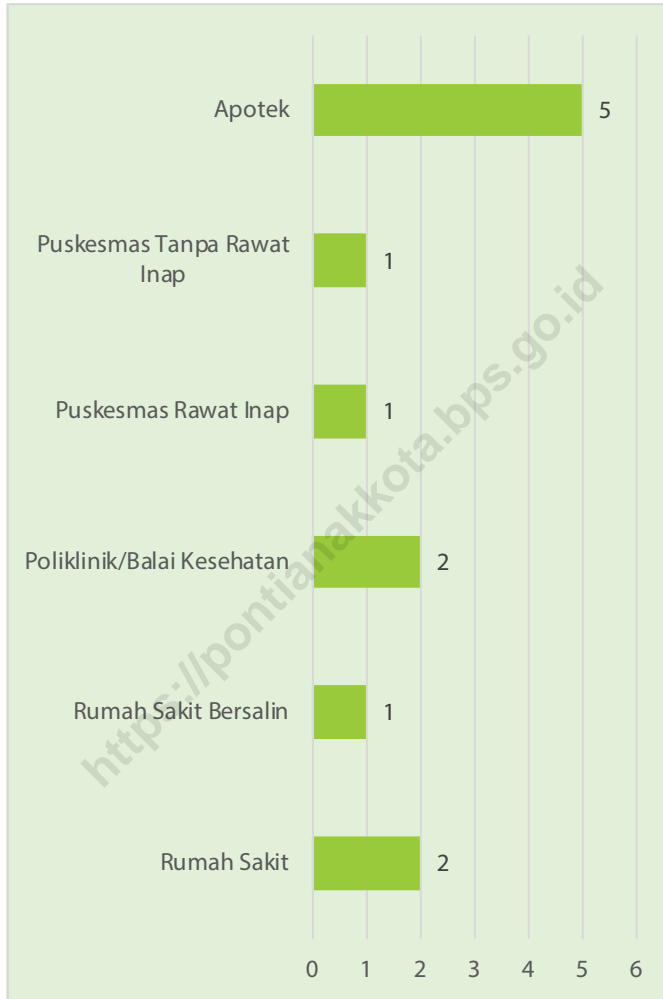 Apotek
5
Puskesmas Tanpa Rawat
Inap
1
Puskesmas Rawat Inap
1
Poliklinik/Balai Kesehatan
2
Rumah Sakit Bersalin
1
Rumah Sakit
2
0 1 2 3 4 5 6
https://pontianakkota.bps.go.id